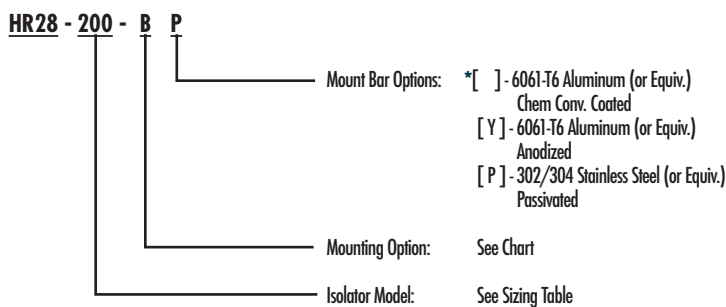 HR28 - 200 - B P
Mount Bar Options: *[ ] - 6061-T6 Aluminum (or Equiv.)
Chem Conv. Coated
[ Y ] - 6061-T6 Aluminum (or Equiv.)
Anodized
[ P ] - 302/304 Stainless Steel (or Equiv.)
Passivated
Mounting Option: See Chart
Isolator Model: See Sizing Table